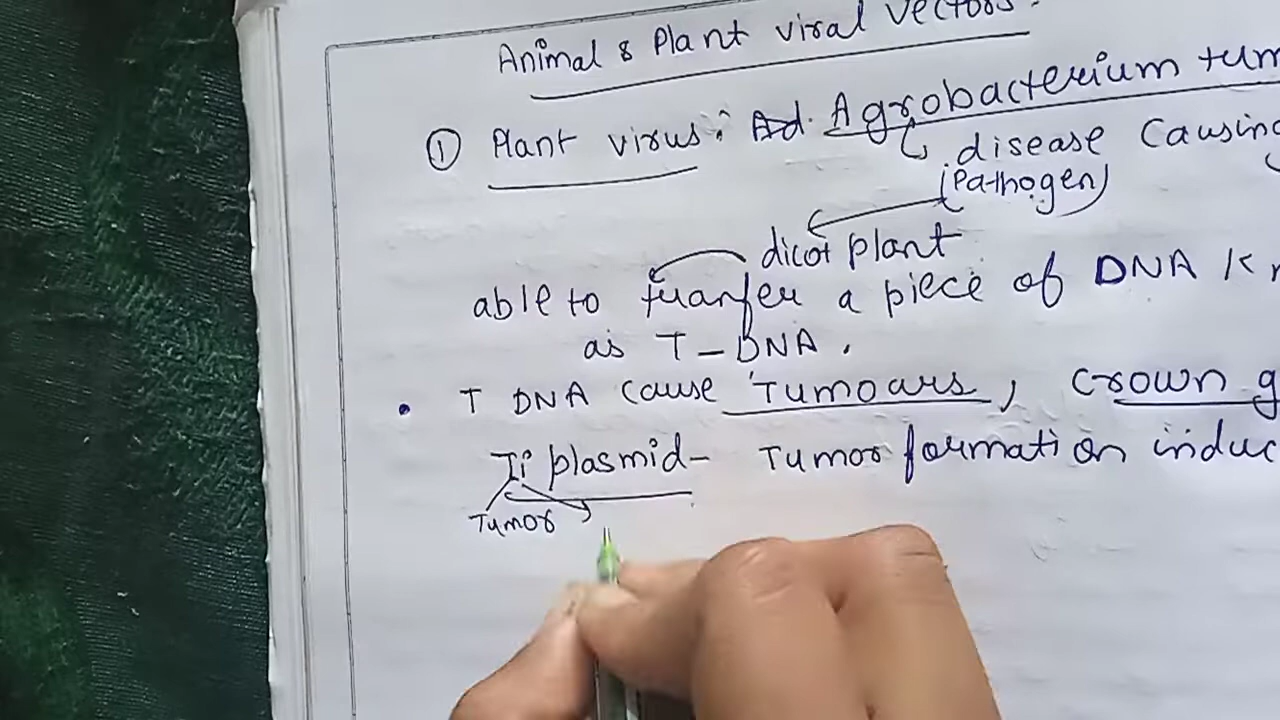 Animal & Plant viral vectors.
① Plant virus: Agrobacterium tum
↳ disease causing
(Pathogen)
dicot plant
able to tranfer a piece of DNA Kn
as T-DNA.
• T DNA cause Tumours, Crown g
Ti plasmid- Tumor formation induc
Tumor